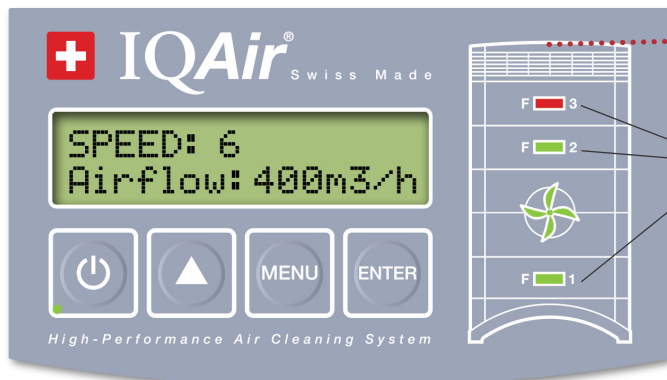 IQAir®
Swiss Made
SPEED: 6
Airflow:400m3/h
MENU
ENTER
High-Performance Air Cleaning System
F 3
F 2
F 1